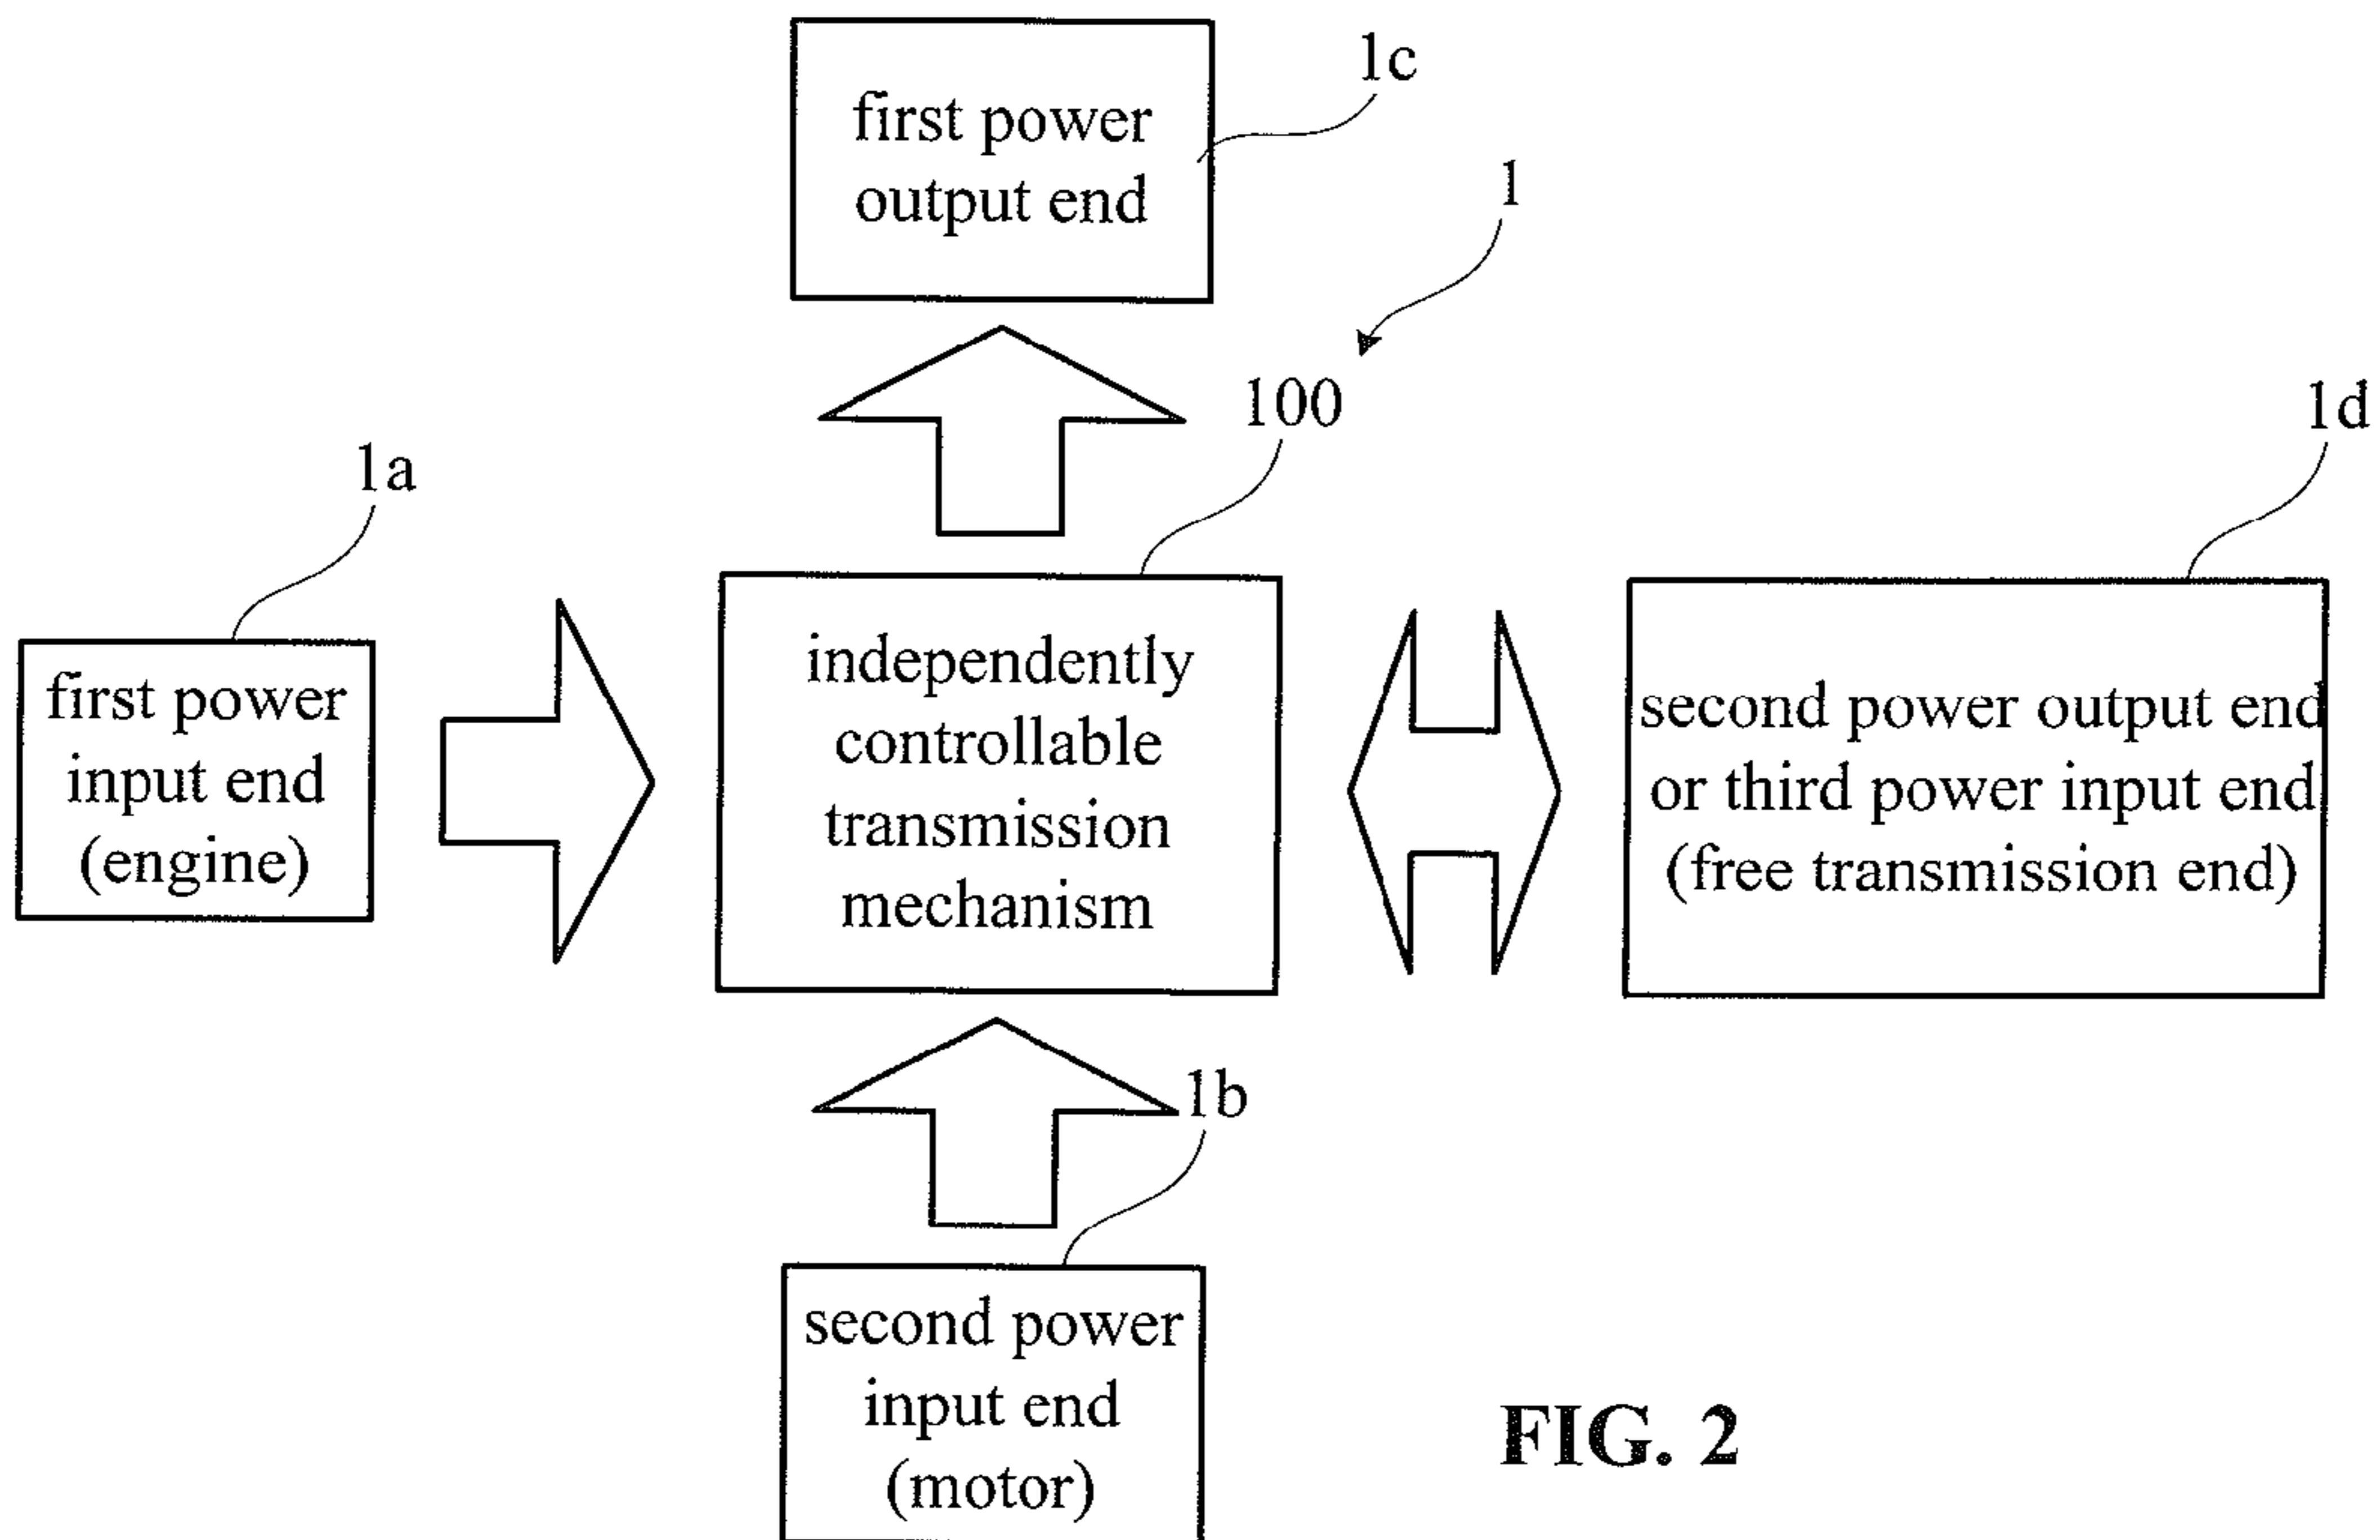 first power
output end
1c
1
100
1d
1a
first power
input end
(engine)
independently
controllable
transmission
mechanism
second power output end
or third power input end
(free transmission end)
1b
second power
input end
(motor)
FIG. 2